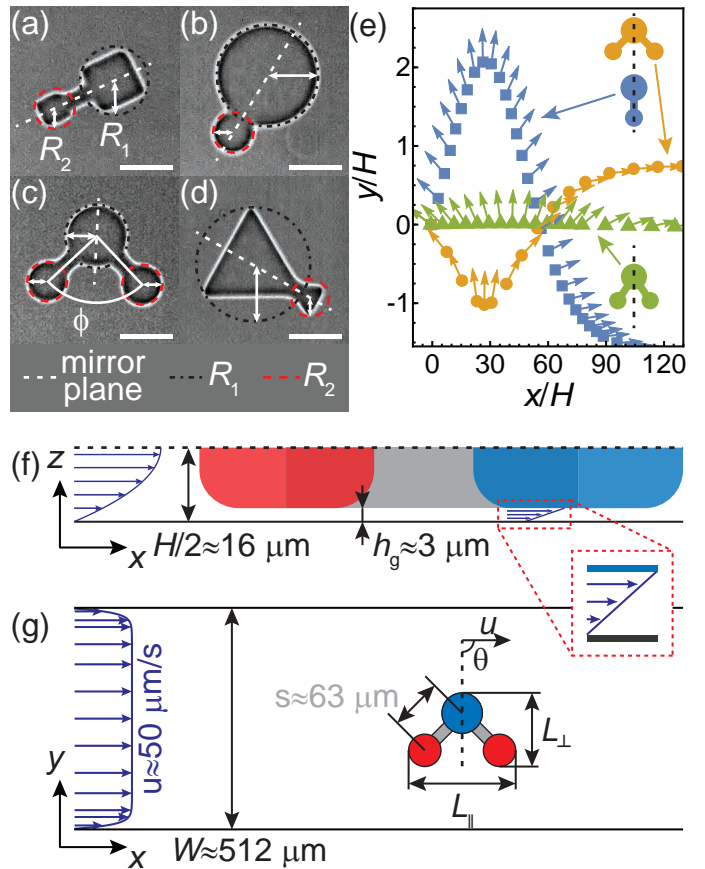 (a)
R₂
R₁
(b)
(c)
ϕ
(d)
mirror
plane
R₁
R₂
(e)
y/H
2
1
0
-1
0 30 60 90 120
x/H
(f)
z
x
H/2≈16 μm
h_g≈3 μm
(g)
u≈50 μm/s
y
x
W≈512 μm
s≈63 μm
u
θ
L⊥
L∥